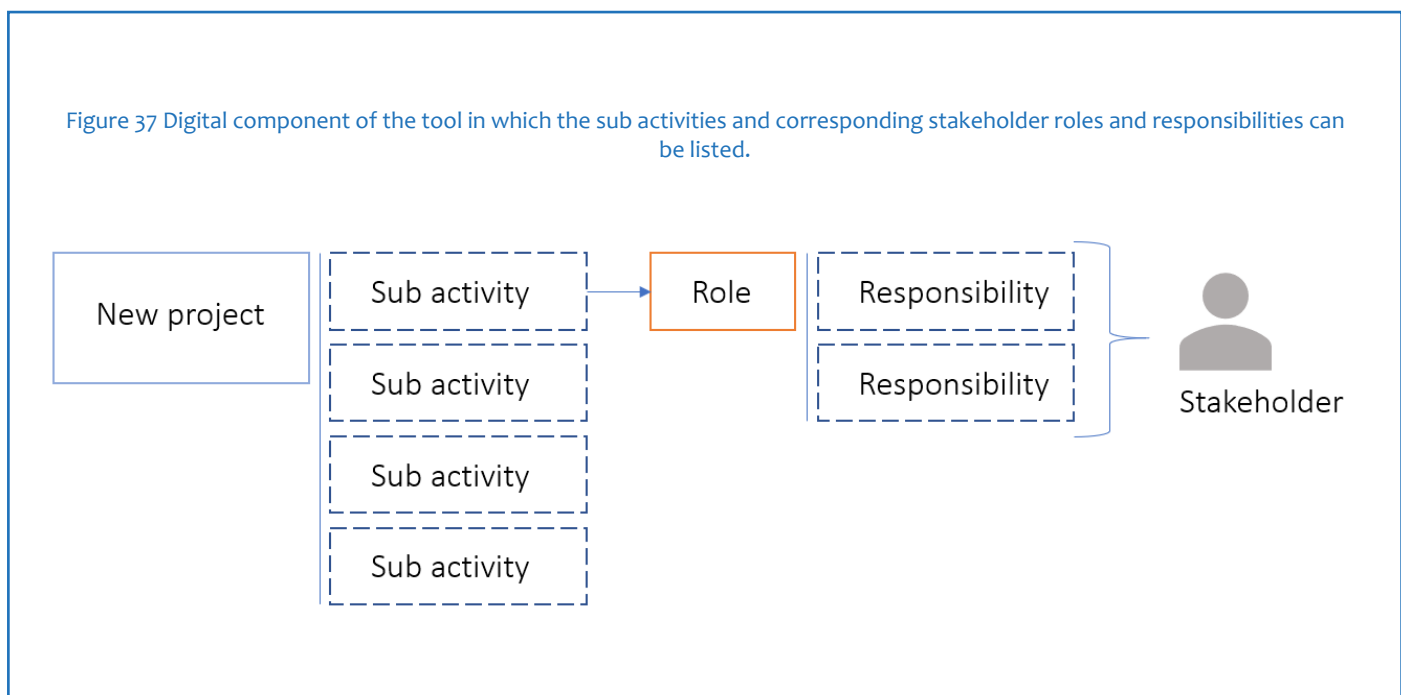 Figure 37 Digital component of the tool in which the sub activities and corresponding stakeholder roles and responsibilities can
be listed.
New project
Sub activity
Role
Responsibility
Sub activity
Responsibility
Stakeholder
Sub activity
Sub activity